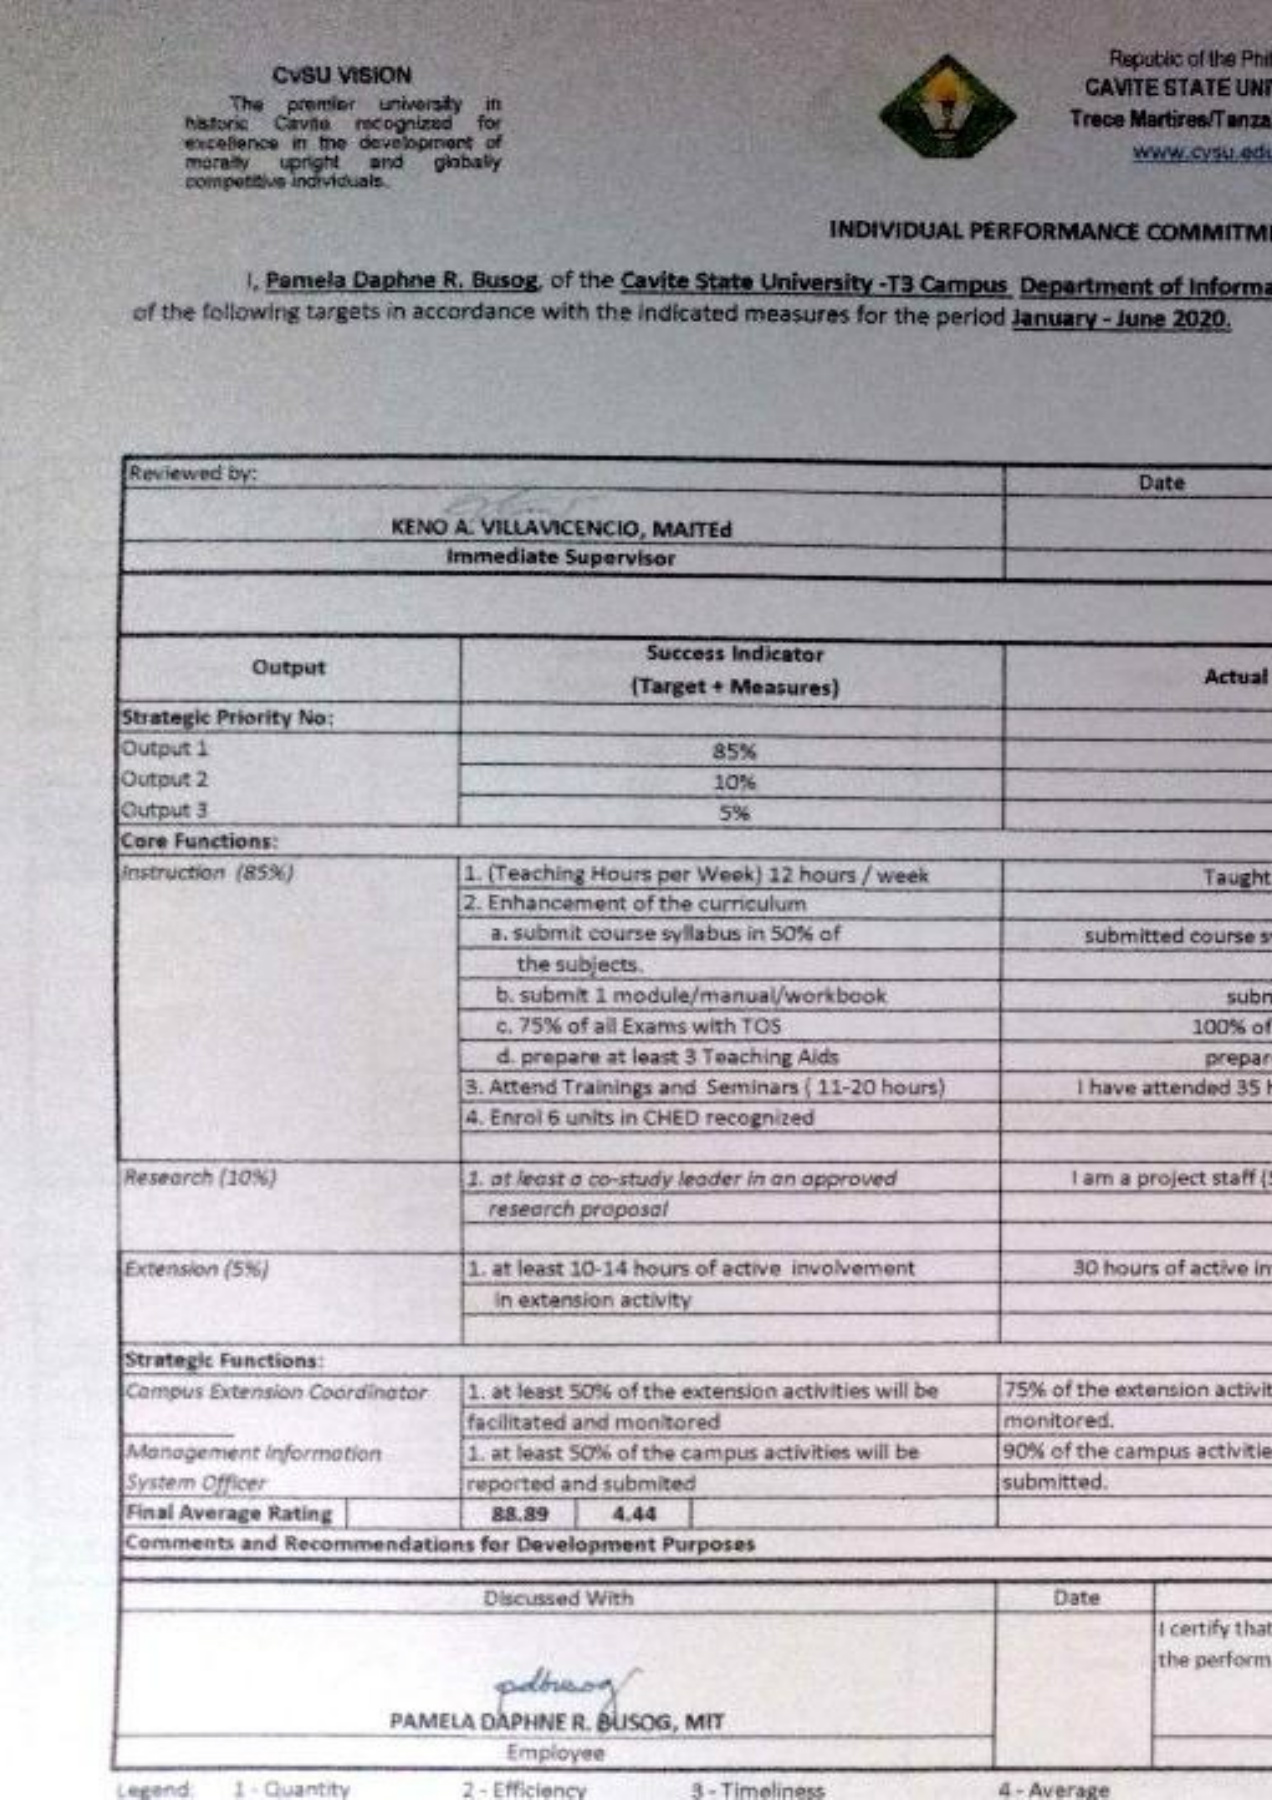 CvSU VISION
The premier university in
historic Cavite recognized for
excellence in the development of
morally upright and globally
competitive individuals.
Republic of the Phil
CAVITE STATE UNI
Trece Martires/Tanza
www.cvsu.edu
INDIVIDUAL PERFORMANCE COMMITM
I, Pamela Daphne R. Busog, of the Cavite State University -T3 Campus Department of Informa
of the following targets in accordance with the indicated measures for the period January - June 2020.
Reviewed by: Date
KENO A. VILLAVICENCIO, MAITEd
Immediate Supervisor
Output Success Indicator Actual
(Target + Measures)
Strategic Priority No:
Output 1 85%
Output 2 10%
Output 3 5%
Core Functions:
Instruction (85%) 1. (Teaching Hours per Week) 12 hours / week Taught
2. Enhancement of the curriculum
a. submit course syllabus in 50% of submitted course s
the subjects.
b. submit 1 module/manual/workbook subm
c. 75% of all Exams with TOS 100% of
d. prepare at least 3 Teaching Aids prepar
3. Attend Trainings and Seminars ( 11-20 hours) I have attended 35 h
4. Enrol 6 units in CHED recognized
Research (10%) 1. at least a co-study leader in an approved I am a project staff (
research proposal
Extension (5%) 1. at least 10-14 hours of active involvement 30 hours of active in
in extension activity
Strategic Functions:
Campus Extension Coordinator 1. at least 50% of the extension activities will be 75% of the extension activit
facilitated and monitored monitored.
Management Information 1. at least 50% of the campus activities will be 90% of the campus activitie
System Officer reported and submited submitted.
Final Average Rating 88.89 4.44
Comments and Recommendations for Development Purposes
Discussed With Date
I certify that
the perform
pdbusog
PAMELA DAPHNE R. BUSOG, MIT
Employee
Legend: 1 - Quantity 2 - Efficiency 3 - Timeliness 4 - Average